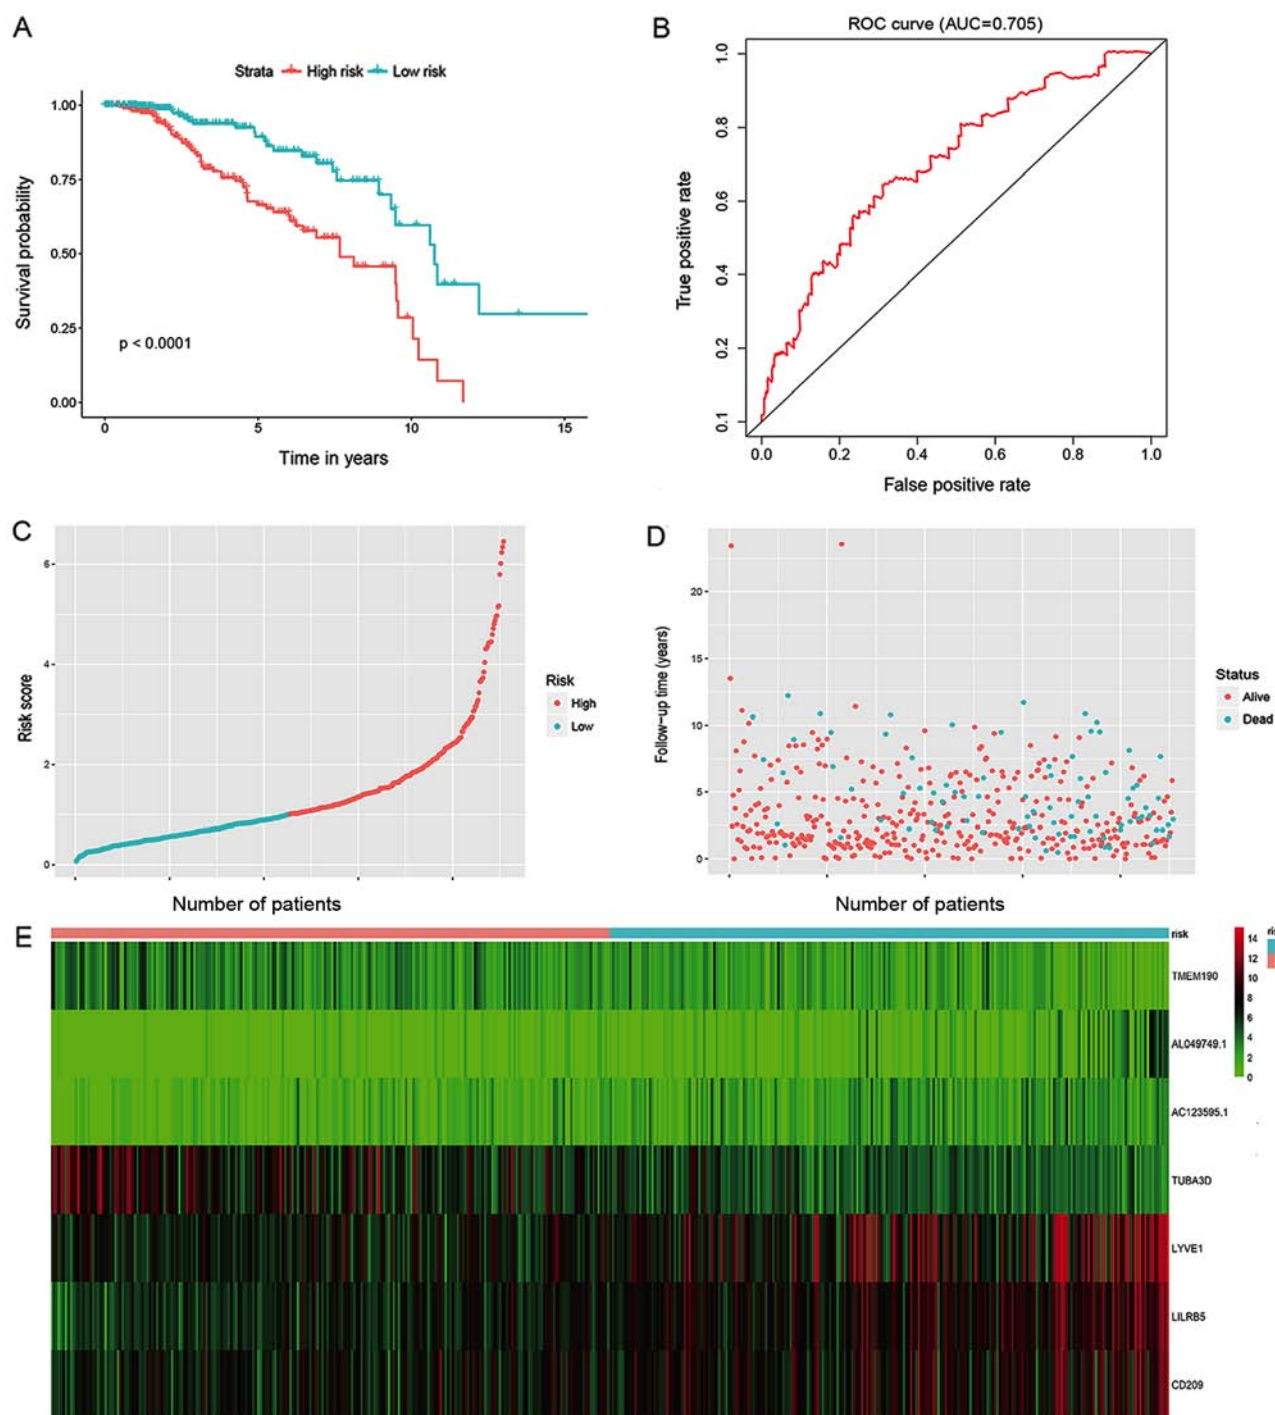 A
Strata High risk Low risk
1.00
0.75
0.50
0.25
0.00
Survival probability
p < 0.0001
0 5 10 15
Time in years
B
ROC curve (AUC=0.705)
1.0
0.8
0.6
0.4
0.2
0.1
True positive rate
0.0 0.2 0.4 0.6 0.8 1.0
False positive rate
C
6
4
2
0
Risk score
Risk
High
Low
Number of patients
D
20
15
10
5
0
Follow-up time (years)
Status
Alive
Dead
Number of patients
E
risk
TMEM190
AL049749.1
AC123595.1
TUBA3D
LYVE1
LILRB5
CD209
14
12
10
8
6
4
2
0
ris